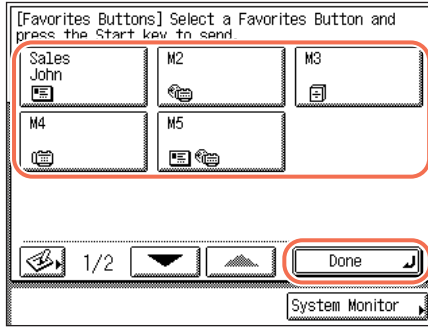 [Favorites Buttons] Select a Favorites Button and
press the Start key to send.
Sales
John
M2
M3
M4
M5
1/2
Done
System Monitor